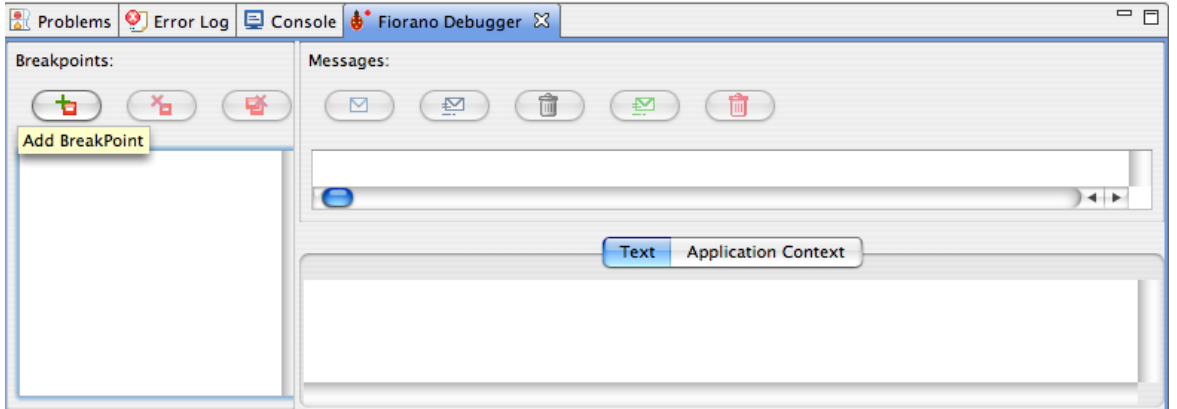 Problems Error Log Console Fiorano Debugger
Breakpoints:
Messages:
Add BreakPoint
Text Application Context